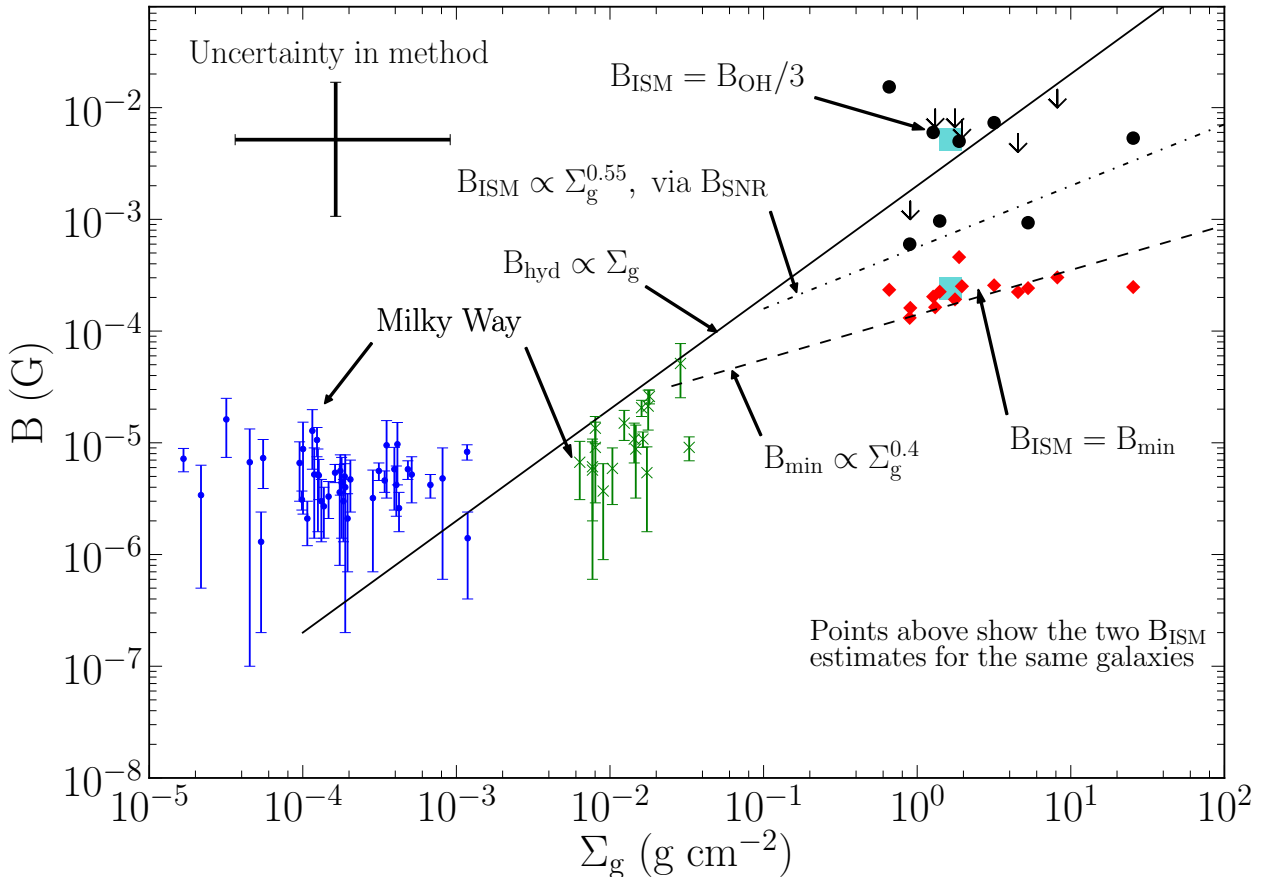 Uncertainty in method
B_ISM = B_OH/3
B_ISM ∝ Σ_g^0.55, via B_SNR
B_hyd ∝ Σ_g
Milky Way
B_ISM = B_min
B_min ∝ Σ_g^0.4
Points above show the two B_ISM
estimates for the same galaxies
B (G)
10^−2
10^−3
10^−4
10^−5
10^−6
10^−7
10^−8
10^−5 10^−4 10^−3 10^−2 10^−1 10^0 10^1 10^2
Σ_g (g cm^−2)